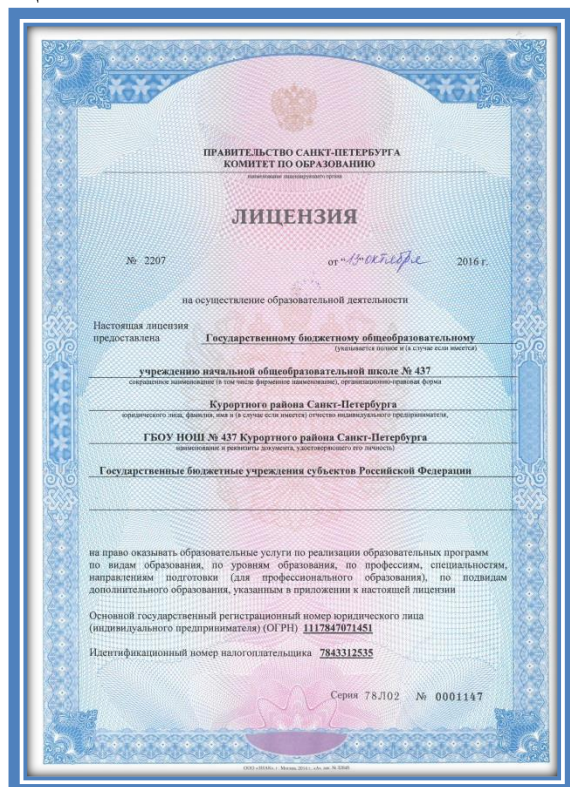 ПРАВИТЕЛЬСТВО САНКТ-ПЕТЕРБУРГА
КОМИТЕТ ПО ОБРАЗОВАНИЮ
наименование лицензирующего органа
ЛИЦЕНЗИЯ
№ 2207 от "19" октября 2016 г.
на осуществление образовательной деятельности
Настоящая лицензия
предоставлена Государственному бюджетному общеобразовательному
(указывается полное и (в случае если имеется)
учреждению начальной общеобразовательной школе № 437
сокращенное наименование (в том числе фирменное наименование), организационно-правовая форма
Курортного района Санкт-Петербурга
юридического лица, фамилия, имя и (в случае если имеется) отчество индивидуального предпринимателя,
ГБОУ НОШ № 437 Курортного района Санкт-Петербурга
наименование и реквизиты документа, удостоверяющего его личность)
Государственные бюджетные учреждения субъектов Российской Федерации
на право оказывать образовательные услуги по реализации образовательных программ
по видам образования, по уровням образования, по профессиям, специальностям,
направлениям подготовки (для профессионального образования), по подвидам
дополнительного образования, указанным в приложении к настоящей лицензии
Основной государственный регистрационный номер юридического лица
(индивидуального предпринимателя) (ОГРН) 1117847071451
Идентификационный номер налогоплательщика 7843312535
Серия 78Л02 № 0001147